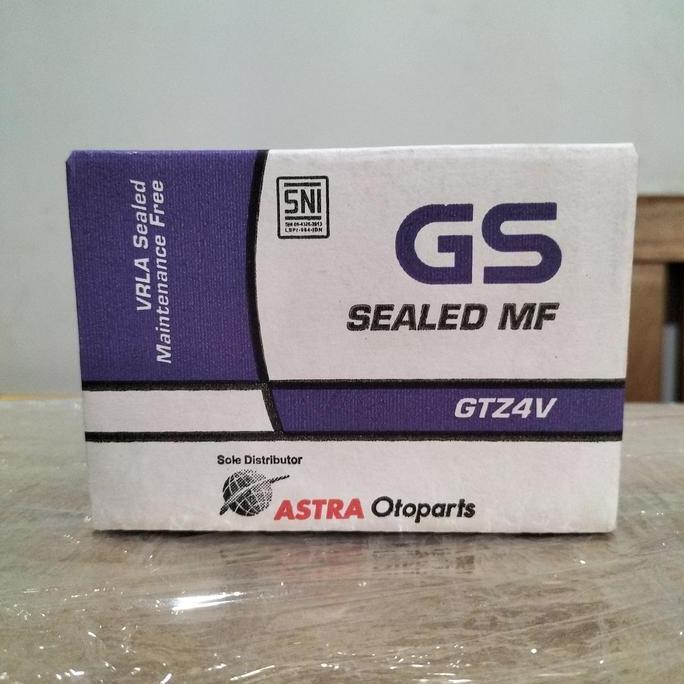 VRLA Sealed
Maintenance Free
SNI
GS
SEALED MF
GTZ4V
Sole Distributor
ASTRA Otoparts